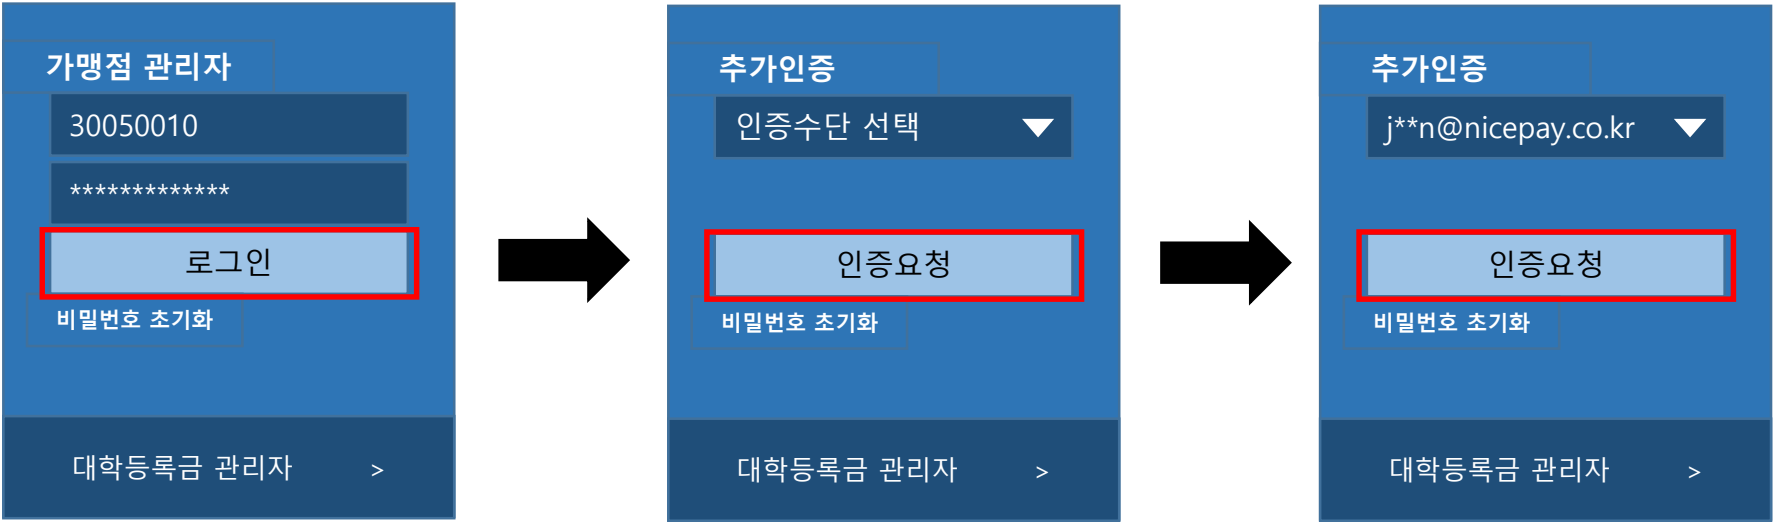 가맹점 관리자
30050010
*************
로그인
비밀번호 초기화
대학등록금 관리자 >
추가인증
인증수단 선택
인증요청
비밀번호 초기화
대학등록금 관리자 >
추가인증
j**n@nicepay.co.kr
인증요청
비밀번호 초기화
대학등록금 관리자 >